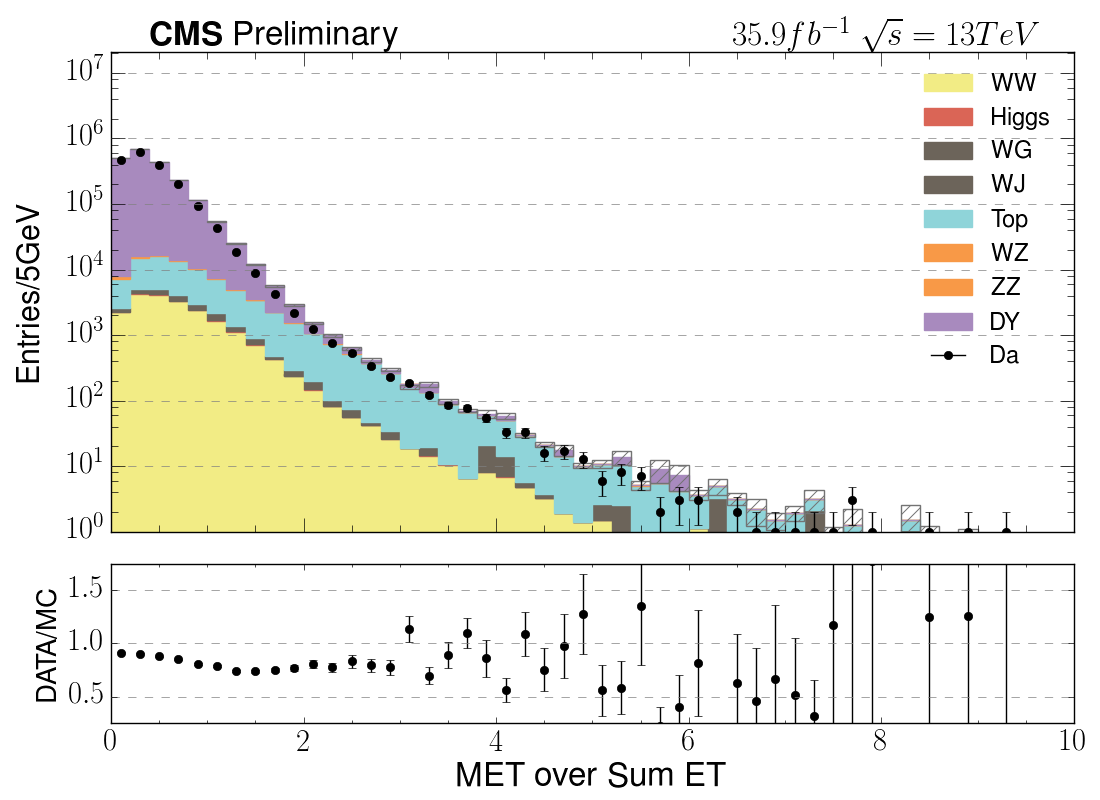 CMS Preliminary 35.9fb⁻¹ √s = 13TeV
Entries/5GeV
10⁷
10⁶
10⁵
10⁴
10³
10²
10¹
10⁰
WW
Higgs
WG
WJ
Top
WZ
ZZ
DY
Da
DATA/MC
1.5
1.0
0.5
0 2 4 6 8 10
MET over Sum ET